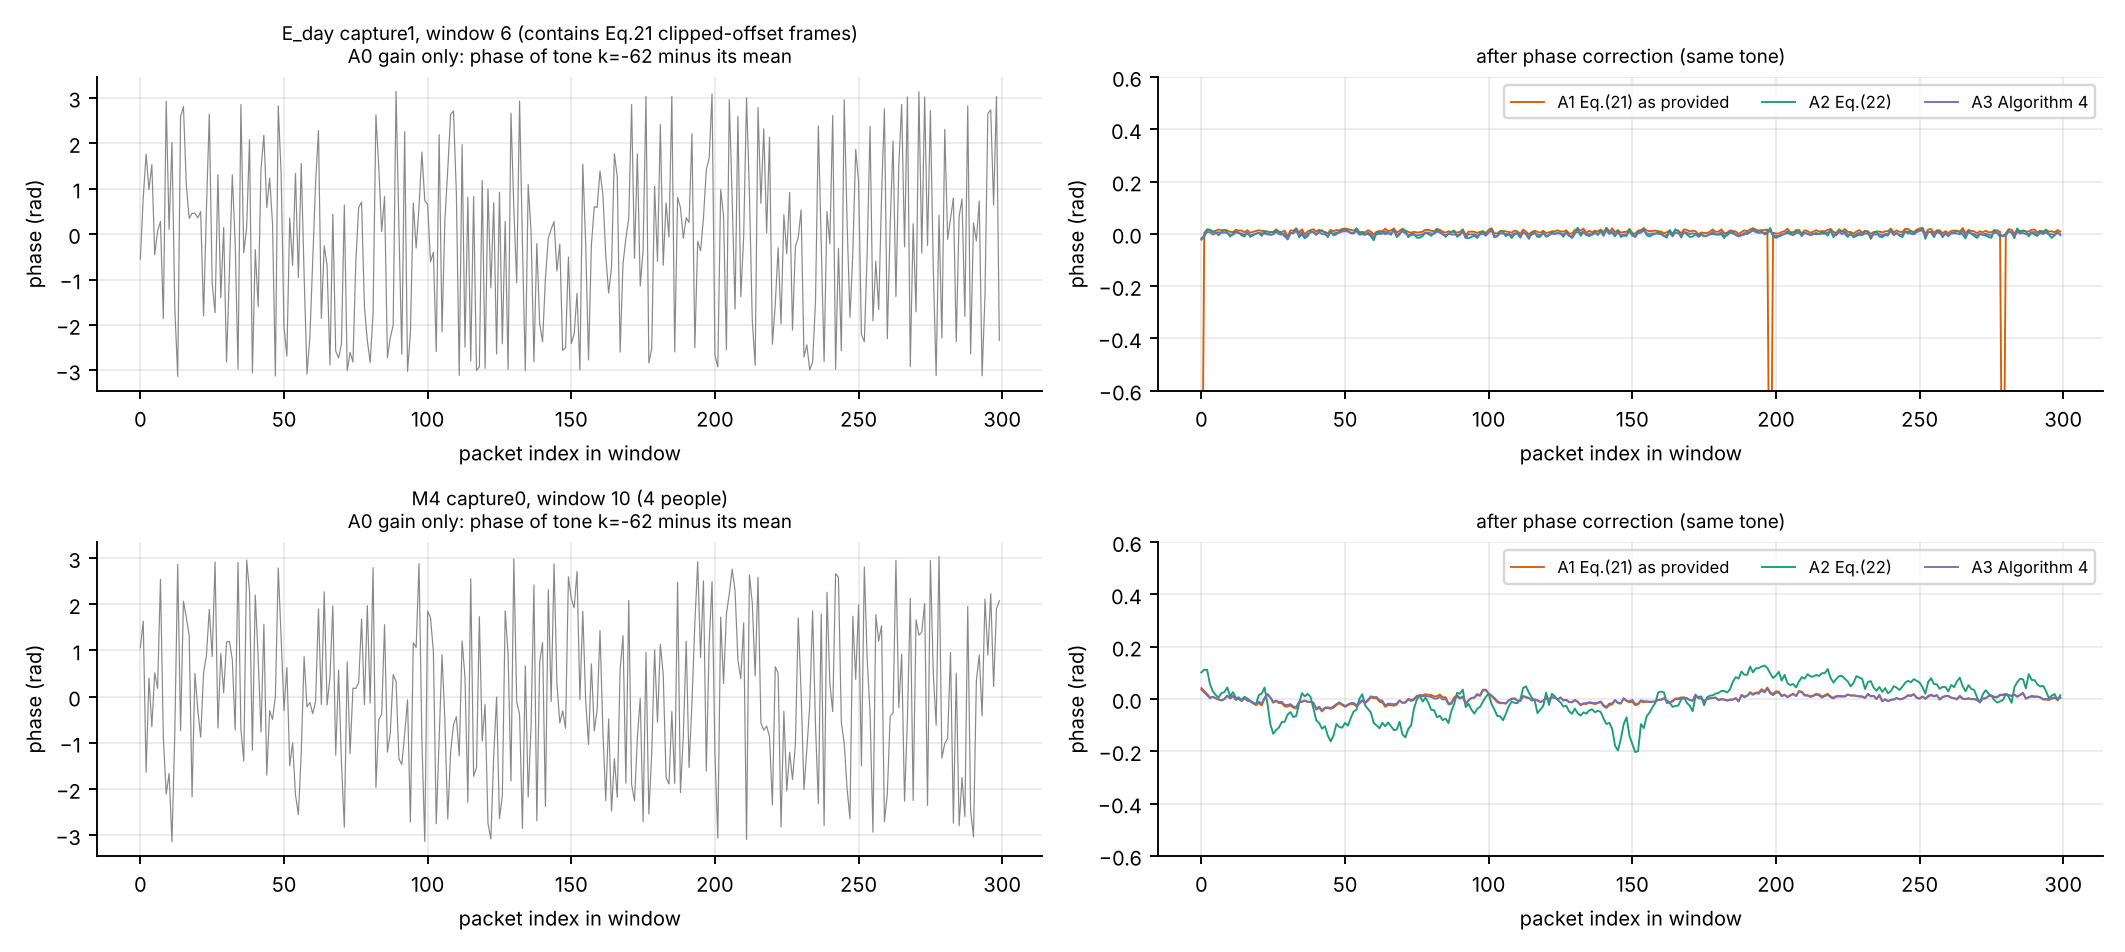 E_day capture1, window 6 (contains Eq.21 clipped-offset frames)
A0 gain only: phase of tone k=-62 minus its mean
phase (rad)
3
2
1
0
−1
−2
−3
0 50 100 150 200 250 300
packet index in window
after phase correction (same tone)
A1 Eq.(21) as provided A2 Eq.(22) A3 Algorithm 4
phase (rad)
0.6
0.4
0.2
0.0
−0.2
−0.4
−0.6
0 50 100 150 200 250 300
packet index in window
M4 capture0, window 10 (4 people)
A0 gain only: phase of tone k=-62 minus its mean
phase (rad)
3
2
1
0
−1
−2
−3
0 50 100 150 200 250 300
packet index in window
after phase correction (same tone)
A1 Eq.(21) as provided A2 Eq.(22) A3 Algorithm 4
phase (rad)
0.6
0.4
0.2
0.0
−0.2
−0.4
−0.6
0 50 100 150 200 250 300
packet index in window